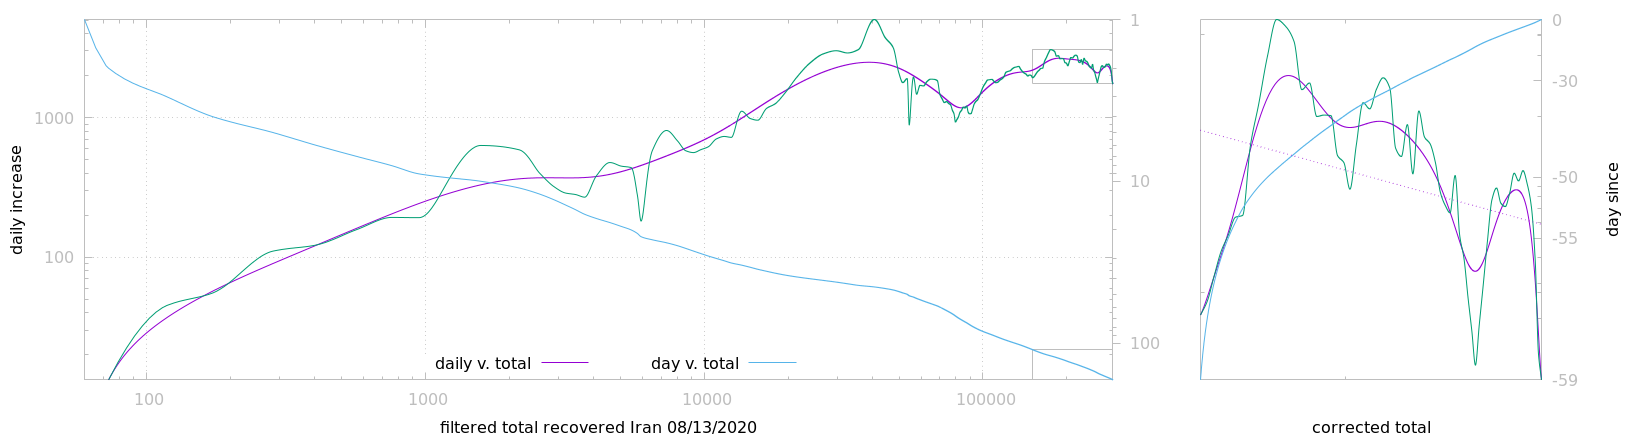 daily increase
1000
100
100
1000
10000
100000
1
10
100
daily v. total
day v. total
filtered total recovered Iran 08/13/2020
0
-30
-50
-55
-59
day since
corrected total